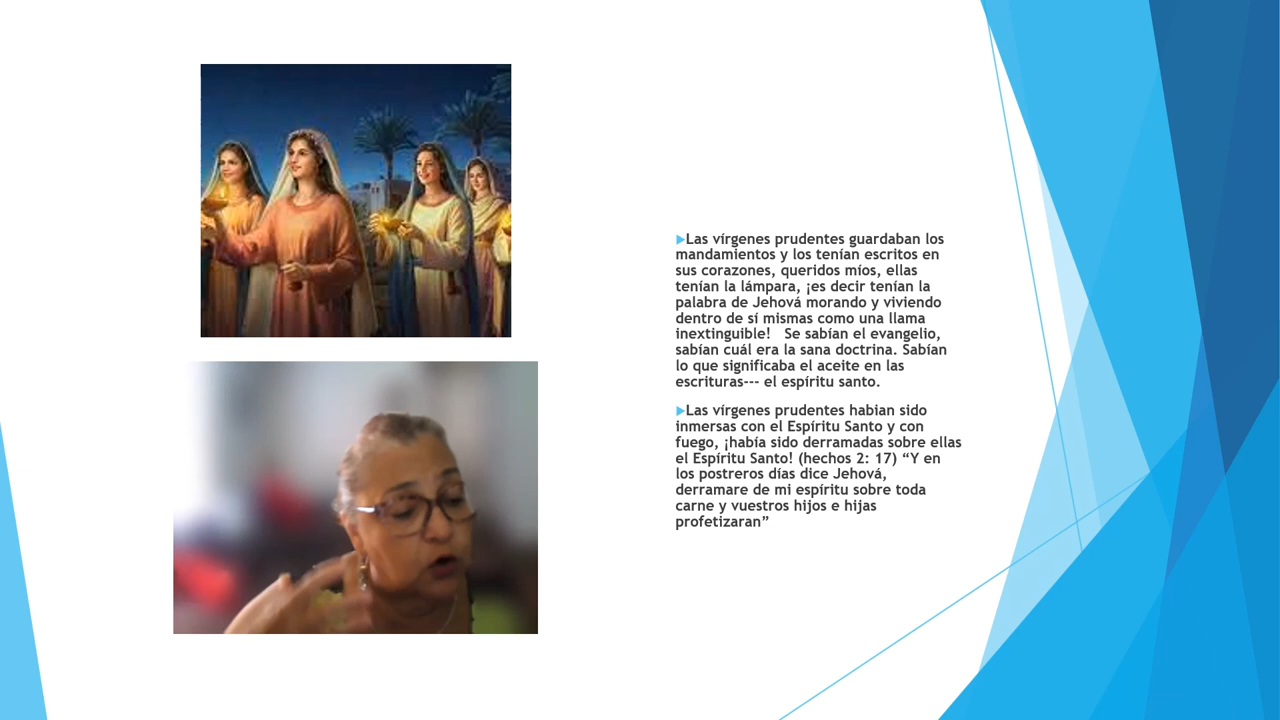 Las vírgenes prudentes guardaban los
mandamientos y los tenían escritos en
sus corazones, queridos míos, ellas
tenían la lámpara, ¡es decir tenían la
palabra de Jehová morando y viviendo
dentro de sí mismas como una llama
inextinguible!   Se sabían el evangelio,
sabían cuál era la sana doctrina. Sabían
lo que significaba el aceite en las
escrituras--- el espíritu santo.
Las vírgenes prudentes habian sido
inmersas con el Espíritu Santo y con
fuego, ¡había sido derramadas sobre ellas
el Espíritu Santo! (hechos 2: 17) “Y en
los postreros días dice Jehová,
derramare de mi espíritu sobre toda
carne y vuestros hijos e hijas
profetizaran”